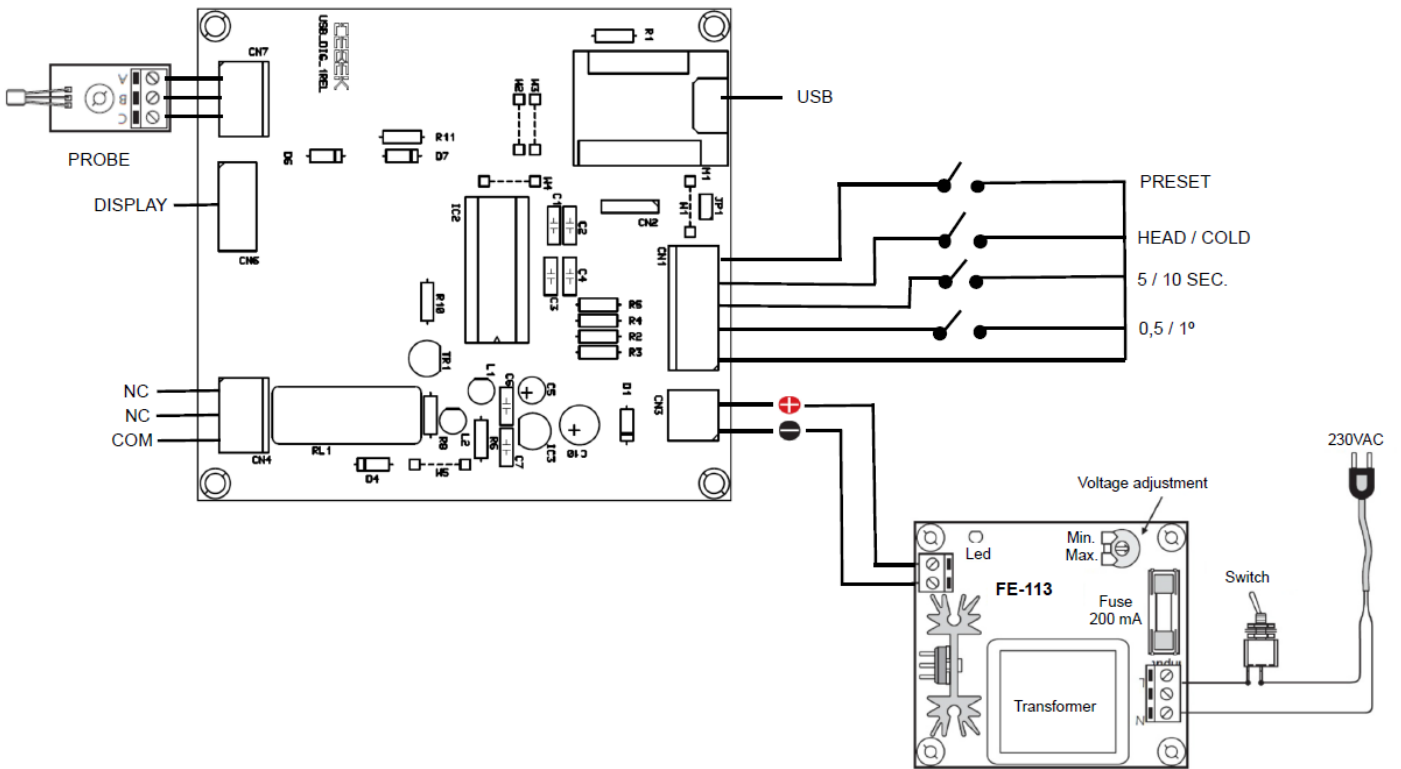 CEBEK
USB_DIG_1REL
CN7
R1
A
B
C
PROBE
W2
W3
USB
R11
D6
D7
DISPLAY
CN6
W4
IC2
C1
C2
CN2
M1
W1
JP1
CN1
PRESET
HEAD / COLD
5 / 10 SEC.
0,5 / 1º
C3
C4
R10
R5
R4
R2
R3
TR1
NC
NC
COM
CN4
RL1
R9
L1
L2
C6
C5
R6
C7
IC3
C10
D1
CN3
+
−
D4
W5
230VAC
Voltage adjustment
Min.
Max.
Led
FE-113
Fuse
200 mA
Switch
Transformer
L
N